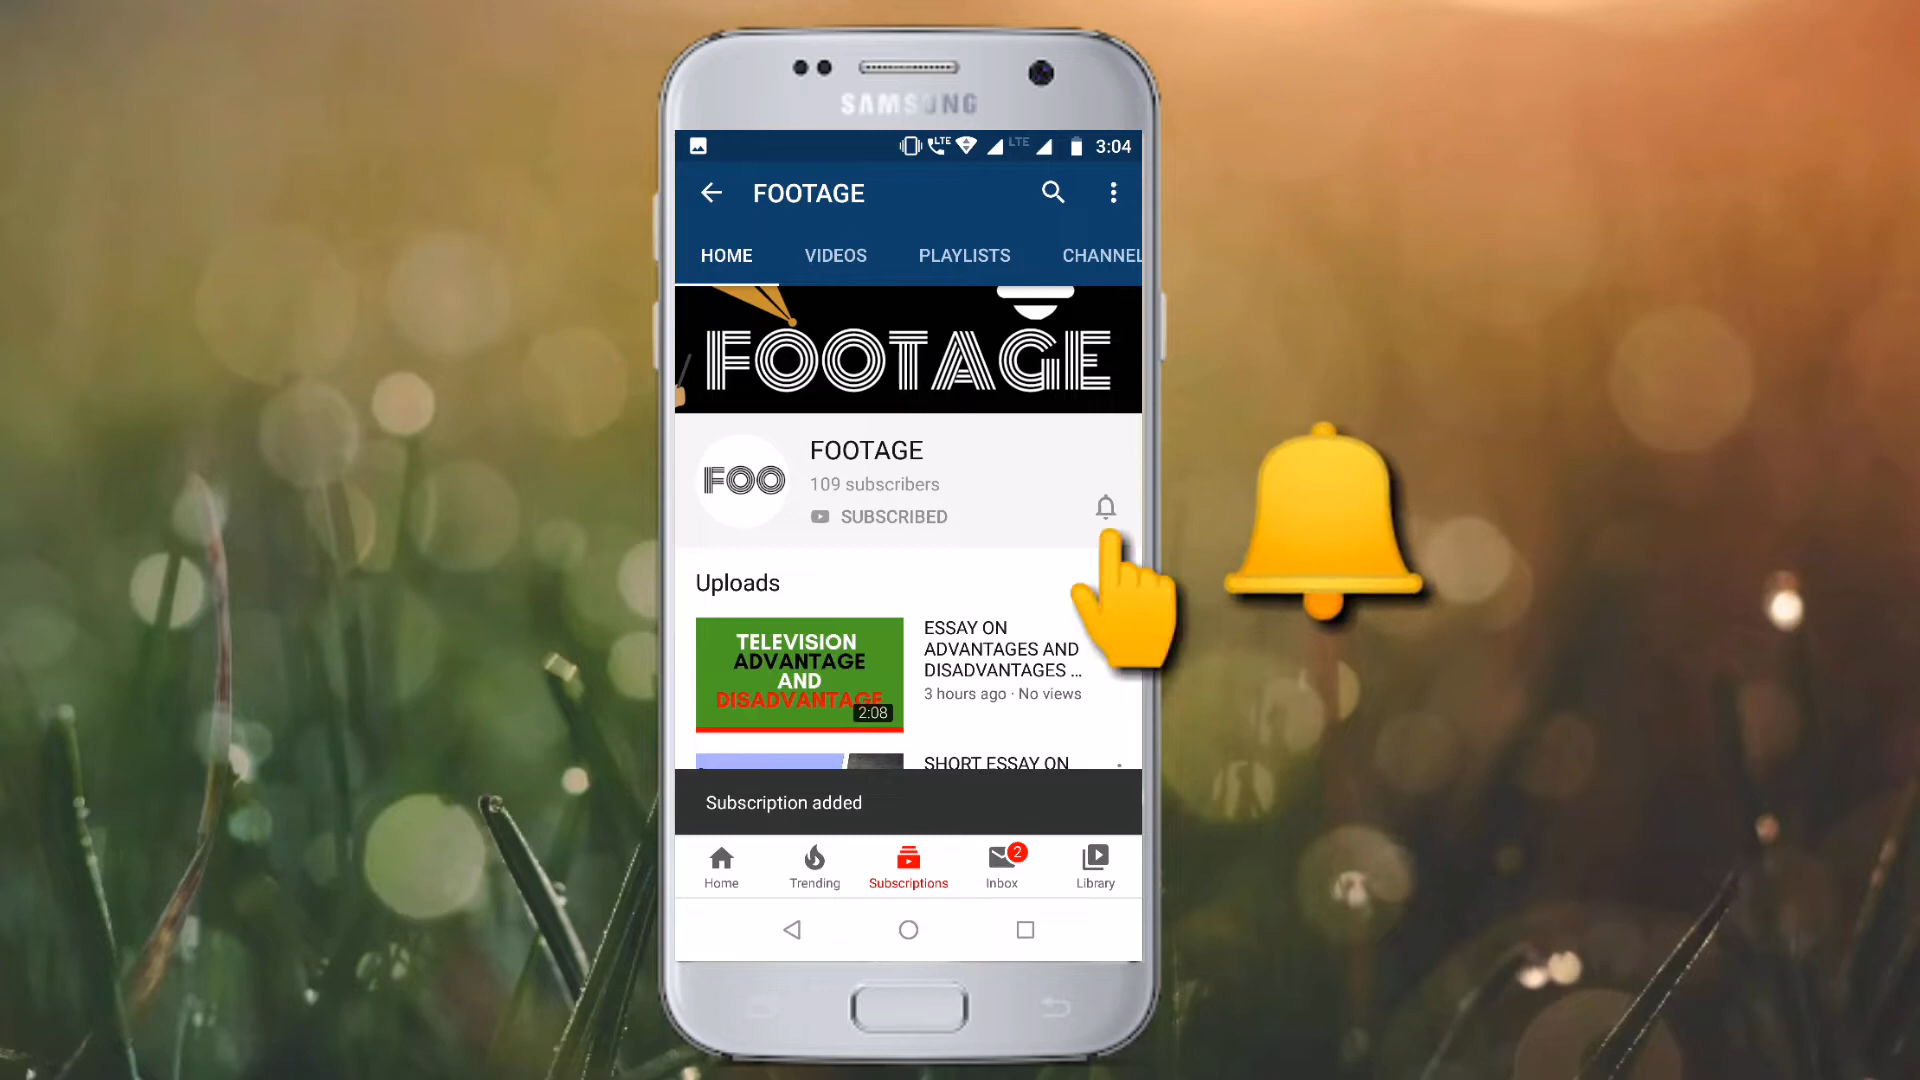 SAMSUNG
LTE LTE 3:04
FOOTAGE
HOME VIDEOS PLAYLISTS CHANNEL
FOOTAGE
FOO
FOOTAGE
109 subscribers
SUBSCRIBED
Uploads
TELEVISION
ADVANTAGE
AND
DISADVANTAGE
2:08
ESSAY ON
ADVANTAGES AND
DISADVANTAGES ...
3 hours ago · No views
SHORT ESSAY ON
Subscription added
2
Home Trending Subscriptions Inbox Library